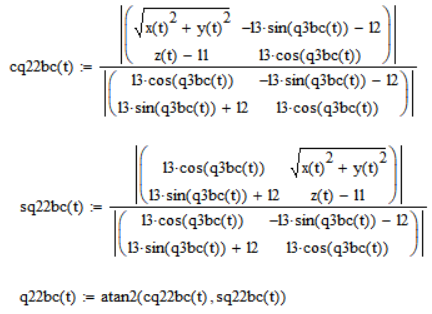 √x(t)² + y(t)² −13·sin(q3bc(t)) − 12
z(t) − 11 13·cos(q3bc(t))
cq22bc(t) :=
13·cos(q3bc(t)) −13·sin(q3bc(t)) − 12
13·sin(q3bc(t)) + 12 13·cos(q3bc(t))
13·cos(q3bc(t)) √x(t)² + y(t)²
13·sin(q3bc(t)) + 12 z(t) − 11
sq22bc(t) :=
13·cos(q3bc(t)) −13·sin(q3bc(t)) − 12
13·sin(q3bc(t)) + 12 13·cos(q3bc(t))
q22bc(t) := atan2(cq22bc(t), sq22bc(t))